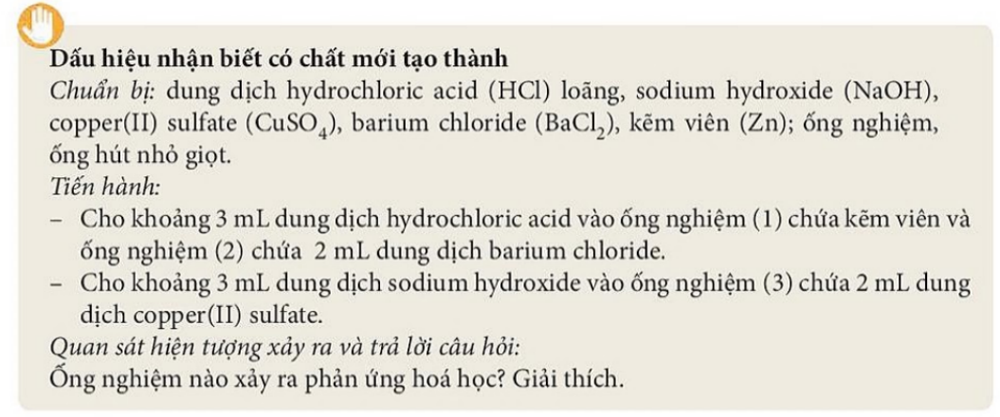 Dấu hiệu nhận biết có chất mới tạo thành
Chuẩn bị: dung dịch hydrochloric acid (HCl) loãng, sodium hydroxide (NaOH),
copper(II) sulfate (CuSO₄), barium chloride (BaCl₂), kẽm viên (Zn); ống nghiệm,
ống hút nhỏ giọt.
Tiến hành:
– Cho khoảng 3 mL dung dịch hydrochloric acid vào ống nghiệm (1) chứa kẽm viên và
ống nghiệm (2) chứa 2 mL dung dịch barium chloride.
– Cho khoảng 3 mL dung dịch sodium hydroxide vào ống nghiệm (3) chứa 2 mL dung
dịch copper(II) sulfate.
Quan sát hiện tượng xảy ra và trả lời câu hỏi:
Ống nghiệm nào xảy ra phản ứng hoá học? Giải thích.